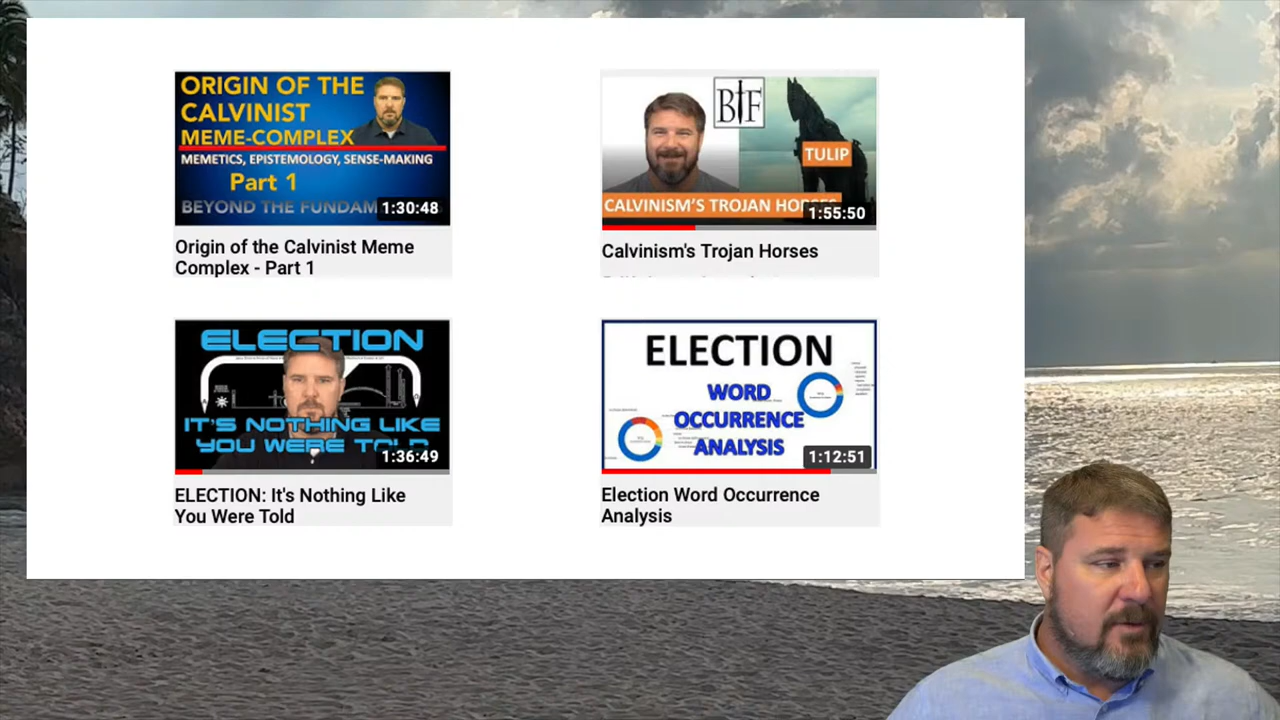 ORIGIN OF THE
CALVINIST
MEME-COMPLEX
MEMETICS, EPISTEMOLOGY, SENSE-MAKING
Part 1
BEYOND THE FUNDAM
1:30:48
Origin of the Calvinist Meme
Complex - Part 1
BTF
TULIP
CALVINISM'S TROJAN HORSES
1:55:50
Calvinism's Trojan Horses
ELECTION
IT'S NOTHING LIKE
YOU WERE TOLD
1:36:49
ELECTION: It's Nothing Like
You Were Told
ELECTION
WORD
OCCURRENCE
ANALYSIS
1:12:51
Election Word Occurrence
Analysis